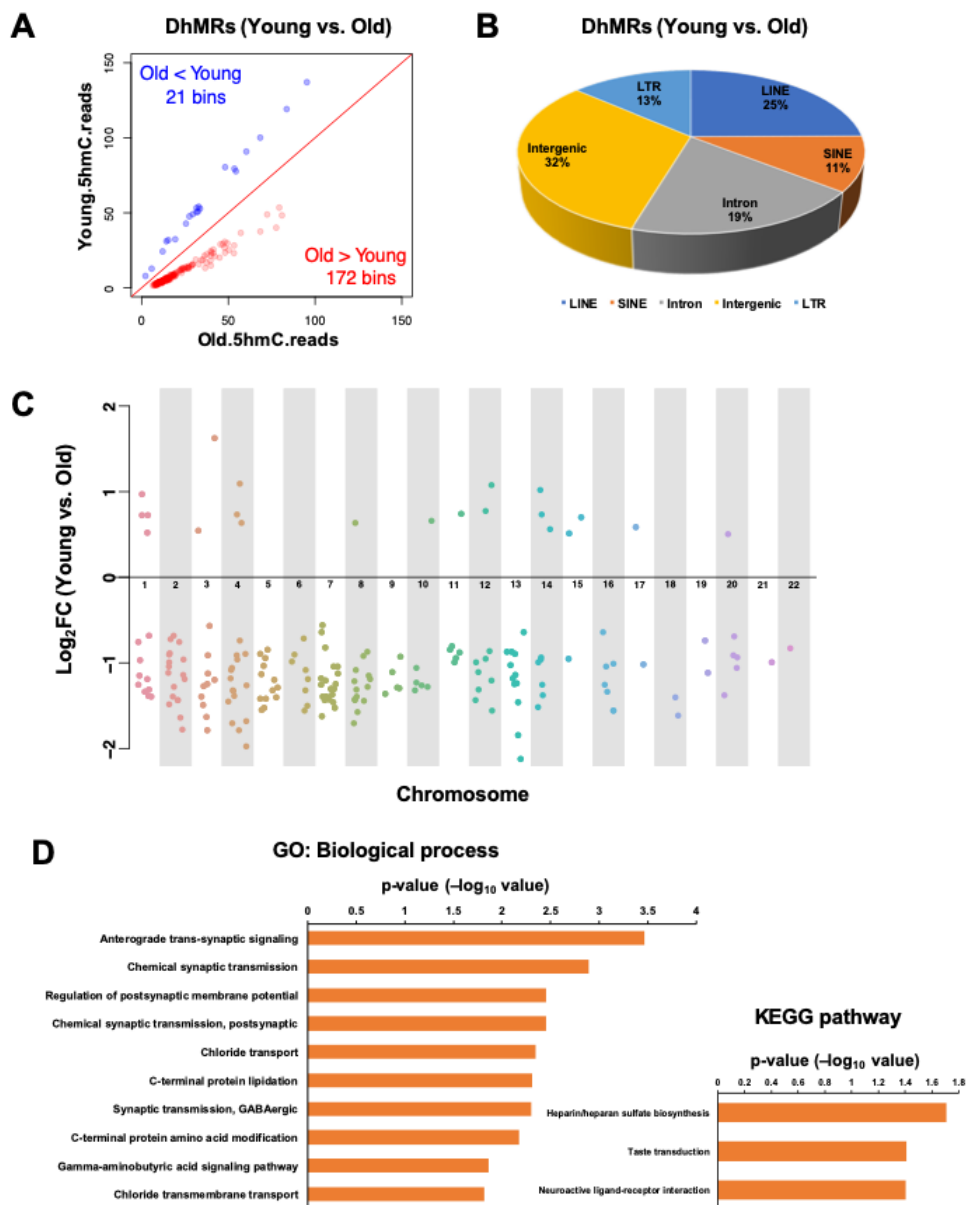 A
DhMRs (Young vs. Old)
Old < Young
21 bins
Old > Young
172 bins
Young.5hmC.reads
0
50
100
150
0
50
100
150
Old.5hmC.reads
B
DhMRs (Young vs. Old)
LTR
13%
LINE
25%
SINE
11%
Intron
19%
Intergenic
32%
LINE SINE Intron Intergenic LTR
C
Log2FC (Young vs. Old)
2
1
0
−1
−2
1 2 3 4 5 6 7 8 9 10 11 12 13 14 15 16 17 18 19 20 21 22
Chromosome
D
GO: Biological process
p-value (–log10 value)
0 0.5 1 1.5 2 2.5 3 3.5 4
Anterograde trans-synaptic signaling
Chemical synaptic transmission
Regulation of postsynaptic membrane potential
Chemical synaptic transmission, postsynaptic
Chloride transport
C-terminal protein lipidation
Synaptic transmission, GABAergic
C-terminal protein amino acid modification
Gamma-aminobutyric acid signaling pathway
Chloride transmembrane transport
KEGG pathway
p-value (–log10 value)
0 0.2 0.4 0.6 0.8 1 1.2 1.4 1.6 1.8
Heparin/heparan sulfate biosynthesis
Taste transduction
Neuroactive ligand-receptor interaction